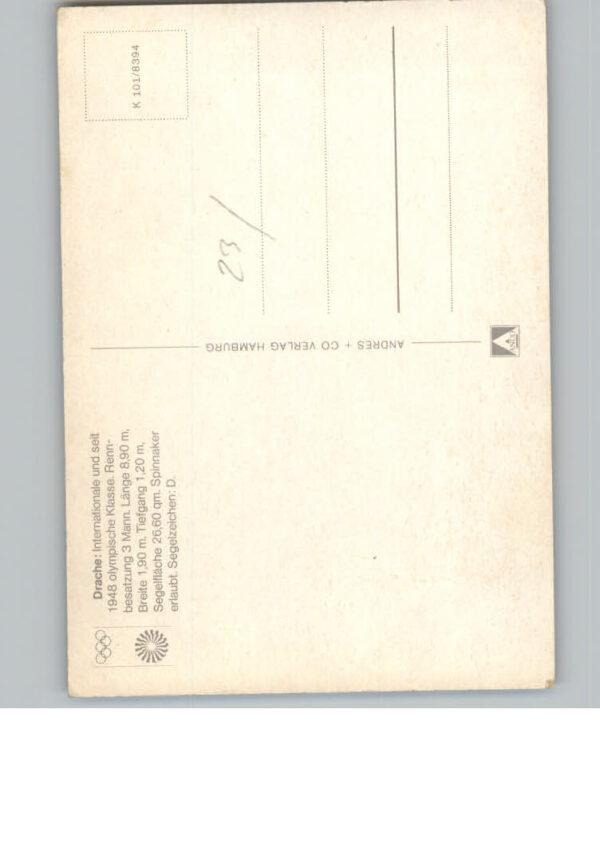 Drache: Internationale und seit
1948 olympische Klasse. Renn-
besatzung 3 Mann. Länge 8,90 m,
Breite 1,90 m, Tiefgang 1,20 m,
Segelfläche 26,60 qm. Spinnaker
erlaubt. Segelzeichen: D.
ANDRES + CO VERLAG HAMBURG
K 101/8394
23/